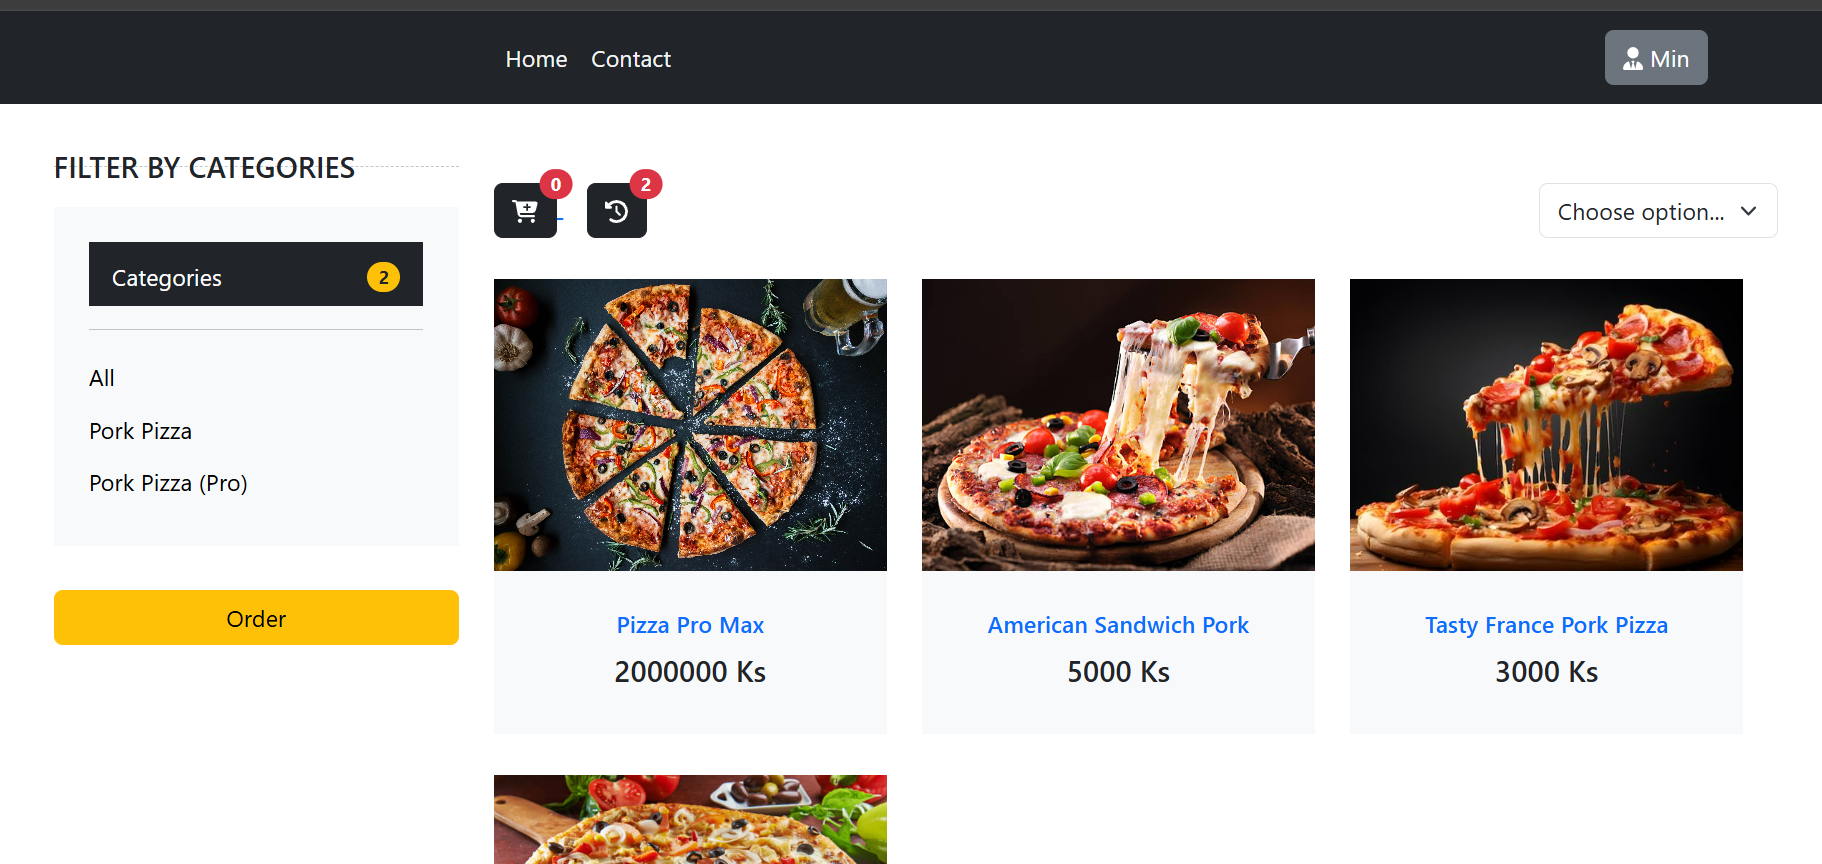 Home Contact
Min
FILTER BY CATEGORIES
0
2
Choose option...
Categories 2
All
Pork Pizza
Pork Pizza (Pro)
Order
Pizza Pro Max
2000000 Ks
American Sandwich Pork
5000 Ks
Tasty France Pork Pizza
3000 Ks